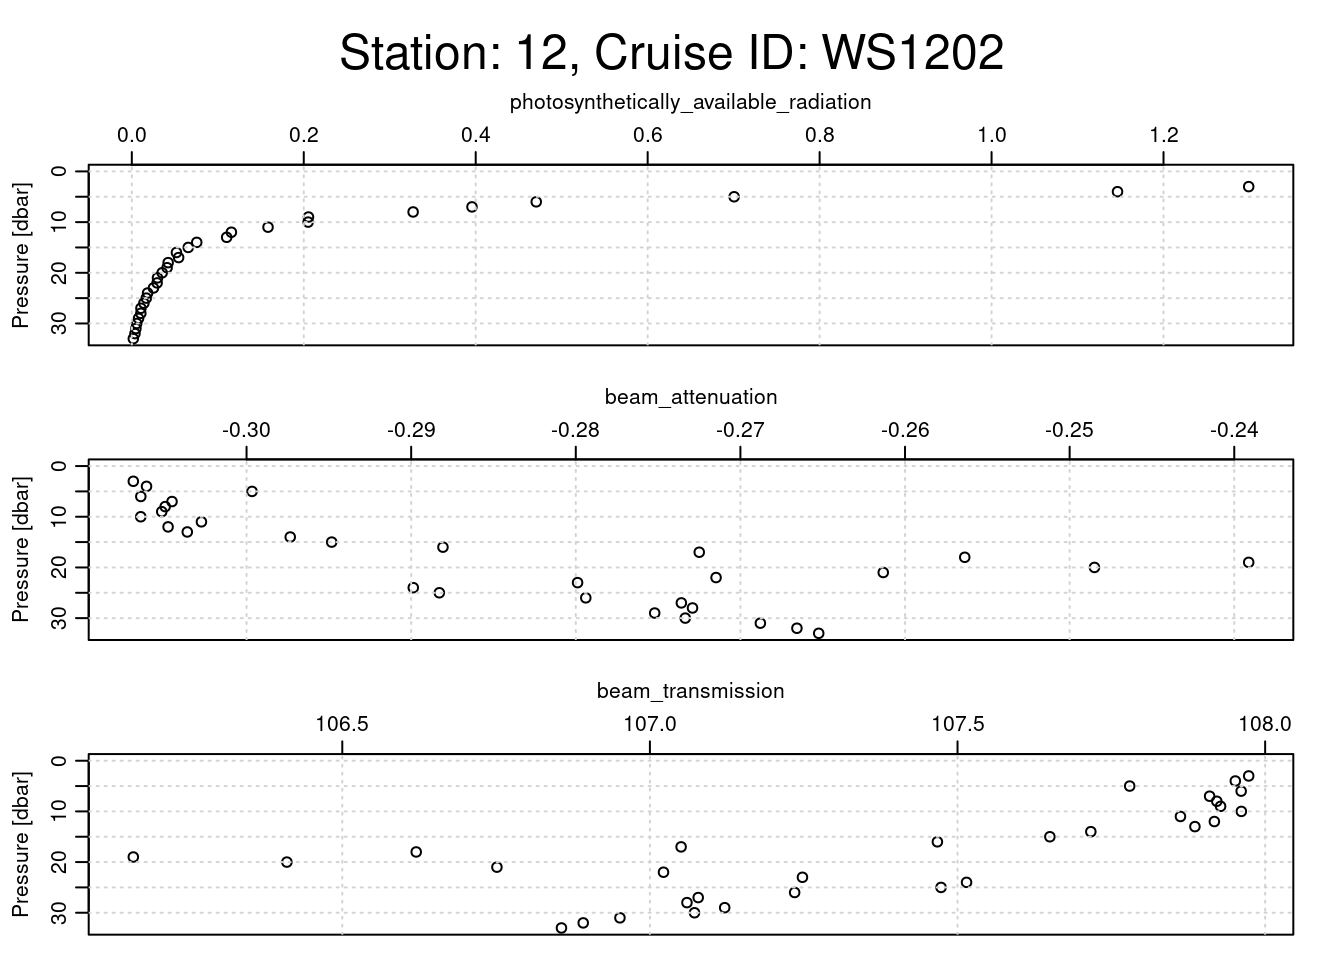 Station: 12, Cruise ID: WS1202
photosynthetically_available_radiation
0.0 0.2 0.4 0.6 0.8 1.0 1.2
Pressure [dbar]
0
10
20
30
beam_attenuation
-0.30 -0.29 -0.28 -0.27 -0.26 -0.25 -0.24
Pressure [dbar]
0
10
20
30
beam_transmission
106.5 107.0 107.5 108.0
Pressure [dbar]
0
10
20
30